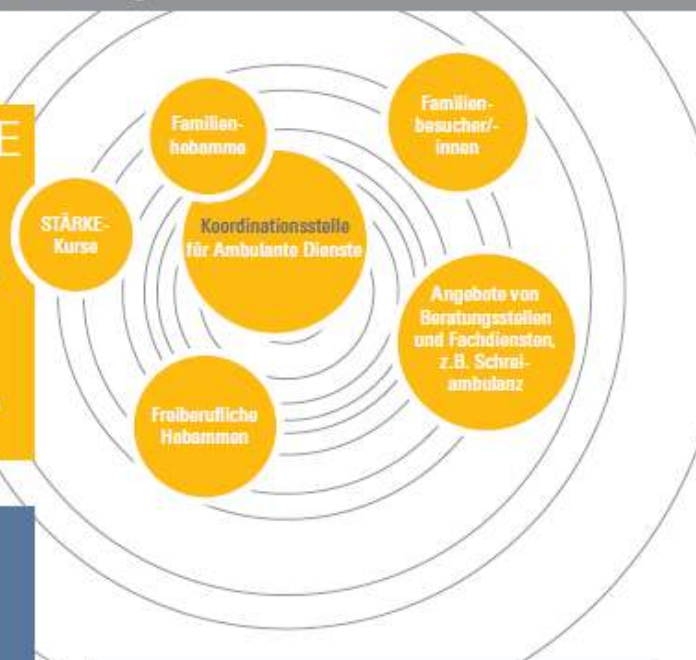 E
Familien-
hebamme
Familien-
besucher/-
innen
STÄRKE-
Kurse
Koordinationsstelle
für Ambulante Dienste
Angebote von
Beratungsstellen
und Fachdiensten,
z.B. Schrei-
ambulanz
Freiberufliche
Hebammen